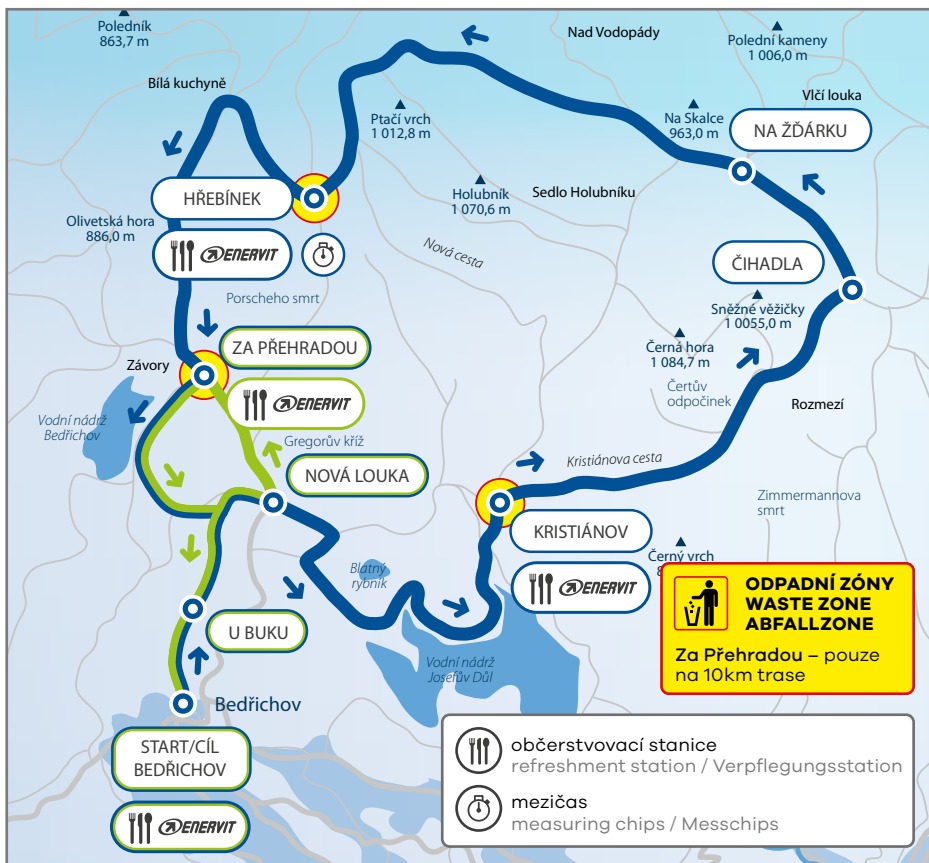 Poledník
863,7 m
Nad Vodopády
Polední kameny
1 006,0 m
Bílá kuchyně
Vlčí louka
Ptačí vrch
1 012,8 m
Na Skalce
963,0 m
NA ŽĎÁRKU
HŘEBÍNEK
Holubník
1 070,6 m
Sedlo Holubníku
Olivetská hora
886,0 m
ENERVIT
Nová cesta
ČIHADLA
Porscheho smrt
Sněžné věžičky
1 0055,0 m
ZA PŘEHRADOU
Černá hora
1 084,7 m
Závory
Čertův
odpočinek
ENERVIT
Rozmezí
Vodní nádrž
Bedřichov
Gregorův kříž
NOVÁ LOUKA
Kristiánova cesta
Zimmermannova
smrt
KRISTIÁNOV
Černý vrch
8
Blatný
rybník
ENERVIT
ODPADNÍ ZÓNY
WASTE ZONE
ABFALLZONE
Za Přehradou – pouze
na 10km trase
U BUKU
Vodní nádrž
Josefův Důl
Bedřichov
START/CÍL
BEDŘICHOV
ENERVIT
občerstvovací stanice
refreshment station / Verpflegungsstation
mezičas
measuring chips / Messchips